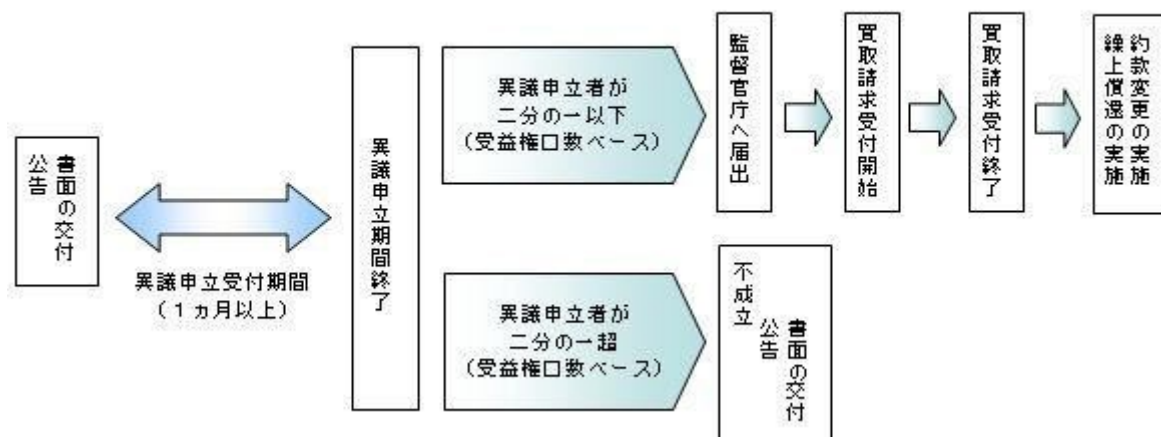 書面の交付
公告
異議申立受付期間
（１ヵ月以上）
異議申立期間終了
異議申立者が
二分の一以下
（受益権口数ベース）
監督官庁へ届出
買取請求受付開始
買取請求受付終了
約款変更の実施
繰上償還の実施
異議申立者が
二分の一超
（受益権口数ベース）
不成立
書面の交付
公告